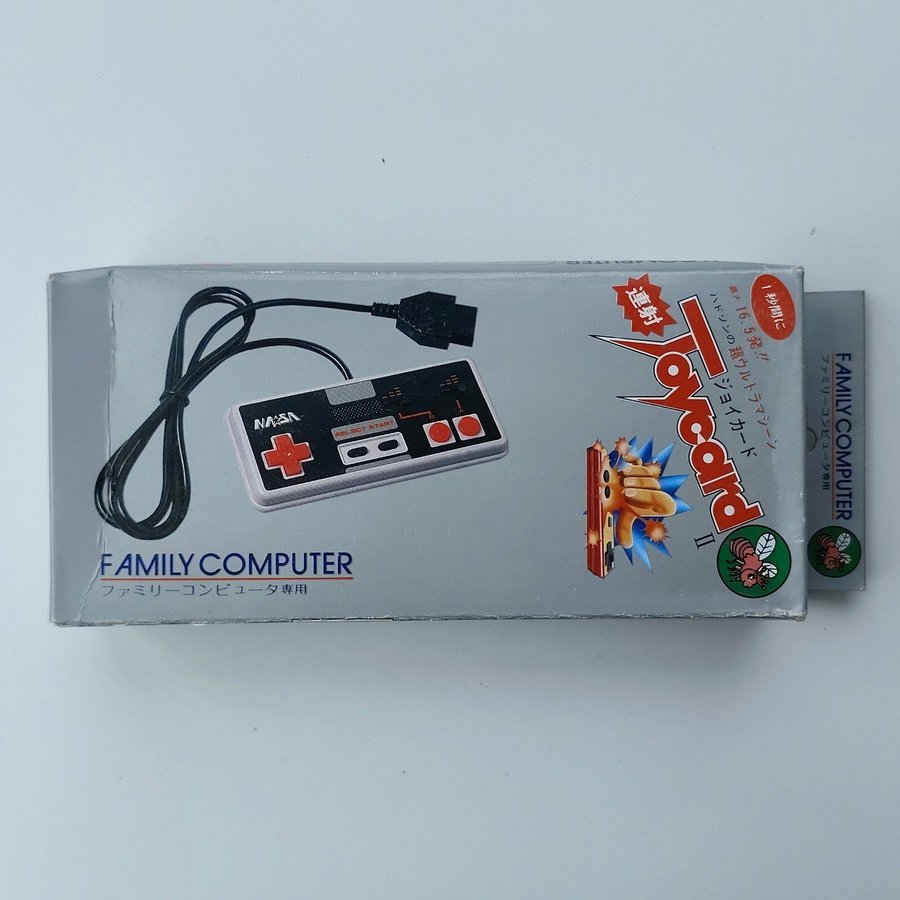 COMPUTER
1秒間に
最大16.5発!!
ハドソンの超ウルトラマシーン
連射
Toycard II
ジョイカード
NASA
SELECT START
FAMILY COMPUTER
ファミリーコンピュータ専用
FAMILY COMPUTER
ファミリーコンピュータ専用